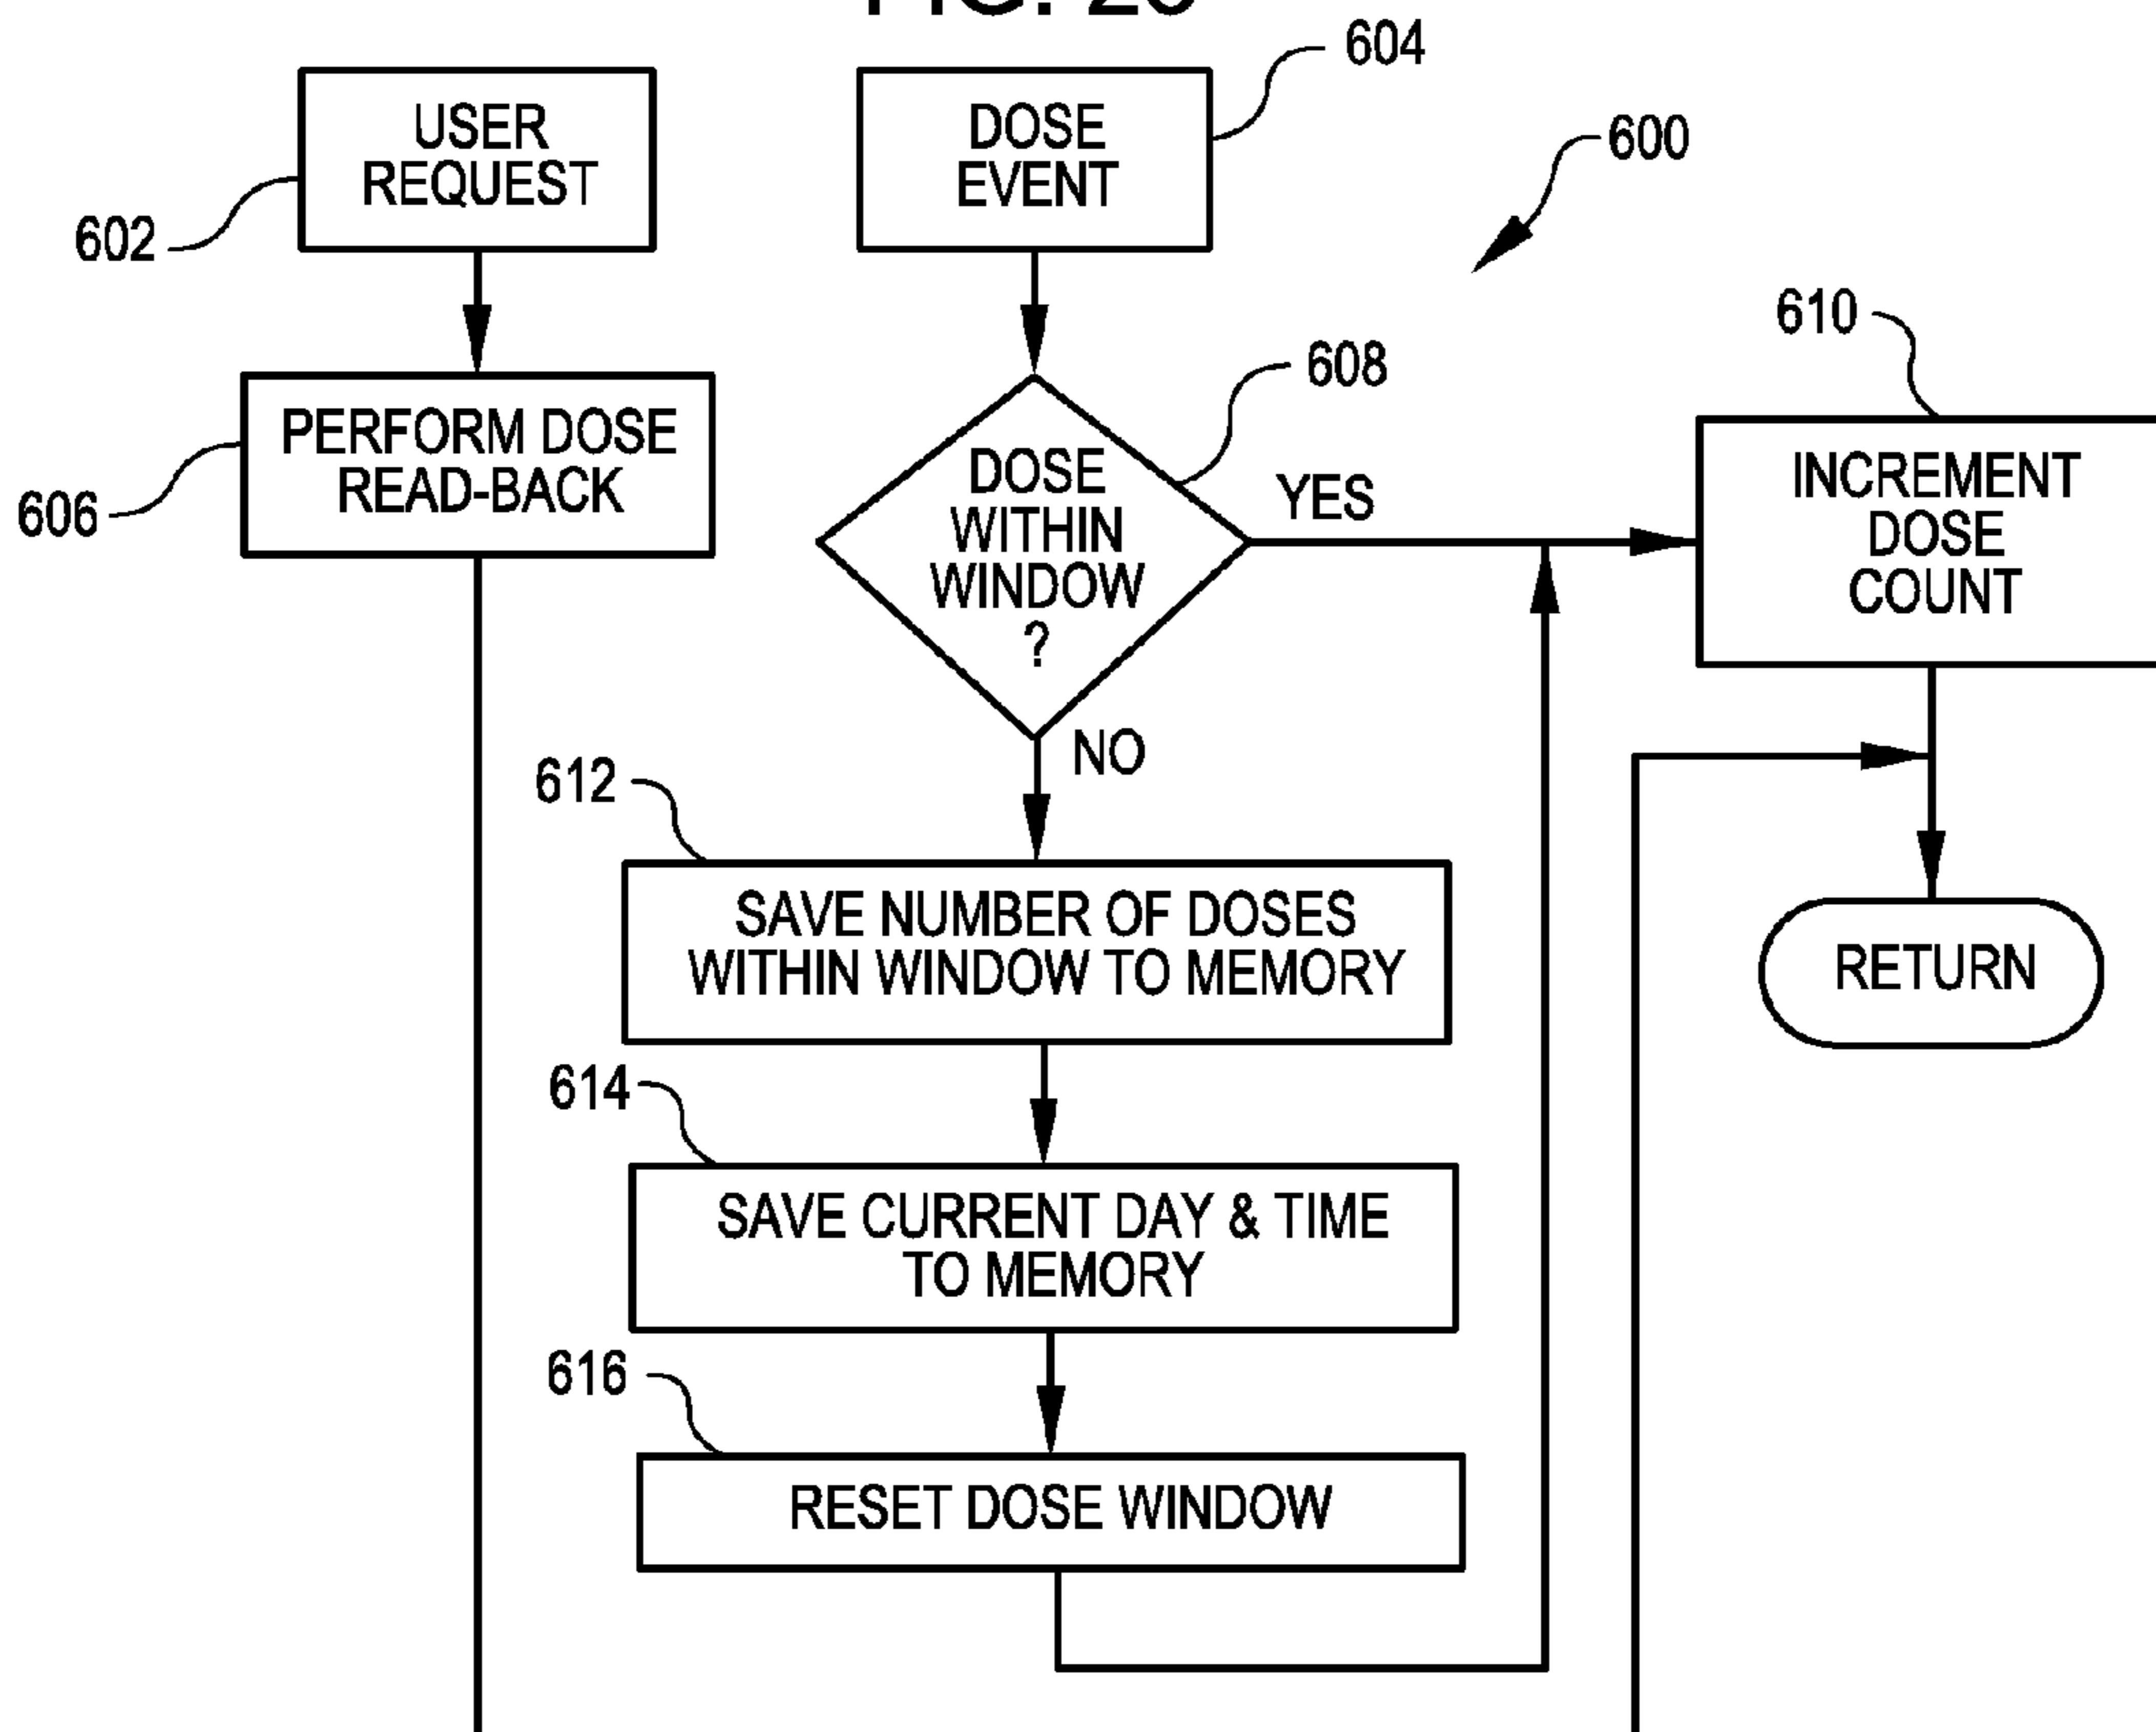 604
USER
REQUEST
DOSE
EVENT
600
602
610
608
PERFORM DOSE
READ-BACK
606
DOSE
WITHIN
WINDOW
?
YES
INCREMENT
DOSE
COUNT
NO
612
SAVE NUMBER OF DOSES
WITHIN WINDOW TO MEMORY
RETURN
614
SAVE CURRENT DAY & TIME
TO MEMORY
616
RESET DOSE WINDOW